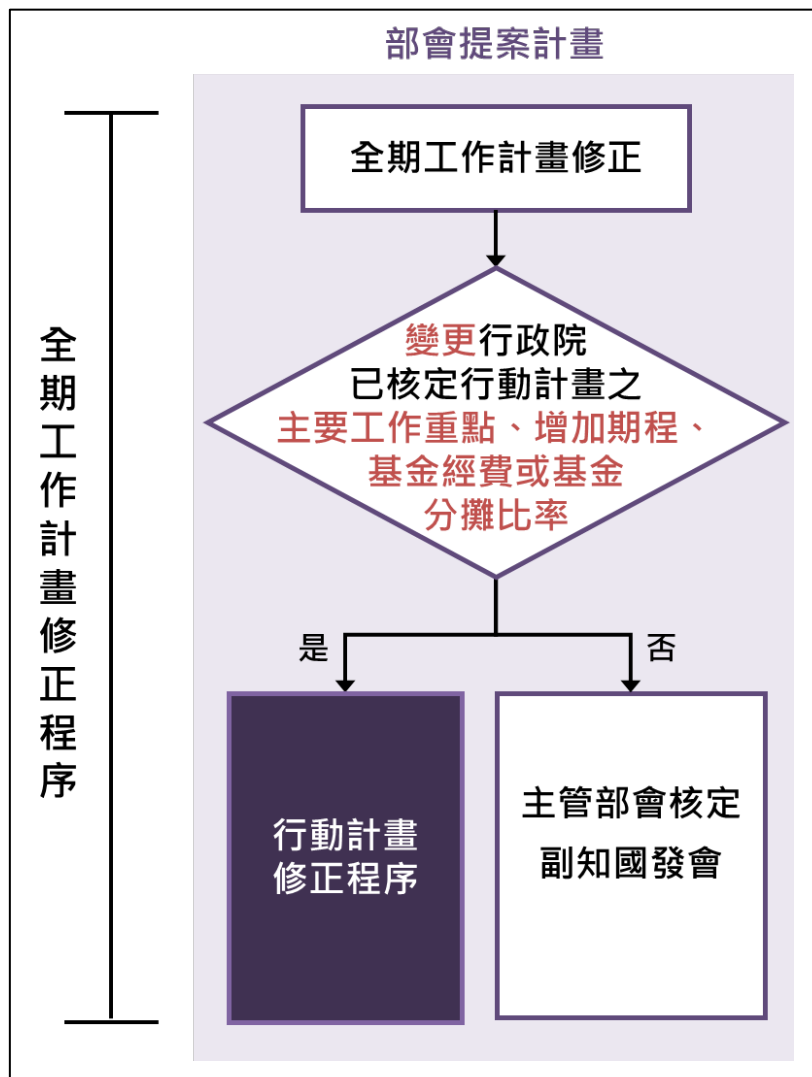 部會提案計畫
全期工作計畫修正程序
全期工作計畫修正
變更行政院
已核定行動計畫之
主要工作重點、增加期程、
基金經費或基金
分攤比率
是
否
行動計畫
修正程序
主管部會核定
副知國發會